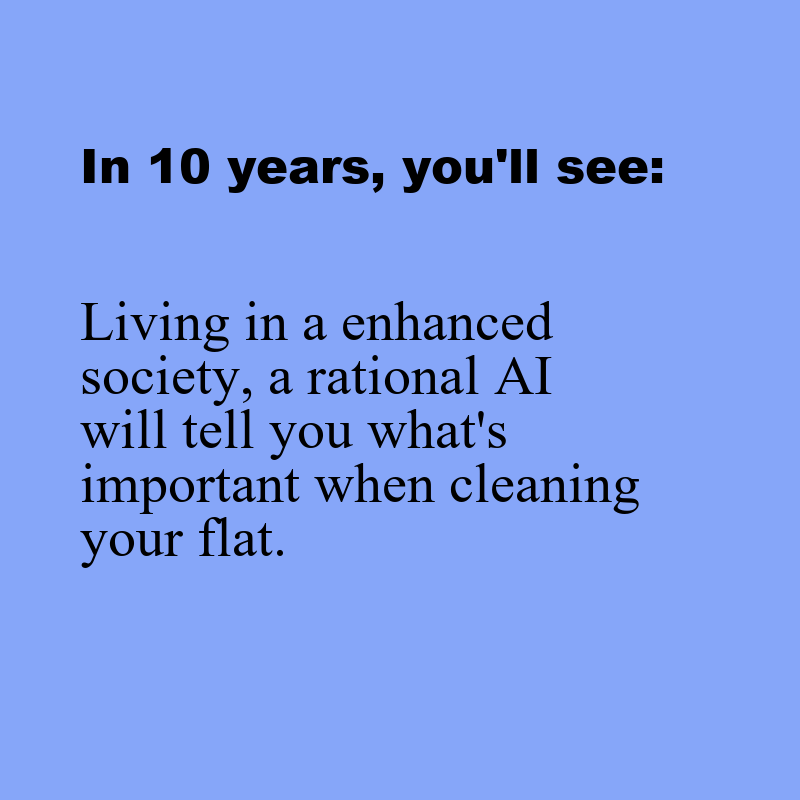 In 10 years, you'll see:
Living in a enhanced
society, a rational AI
will tell you what's
important when cleaning
your flat.